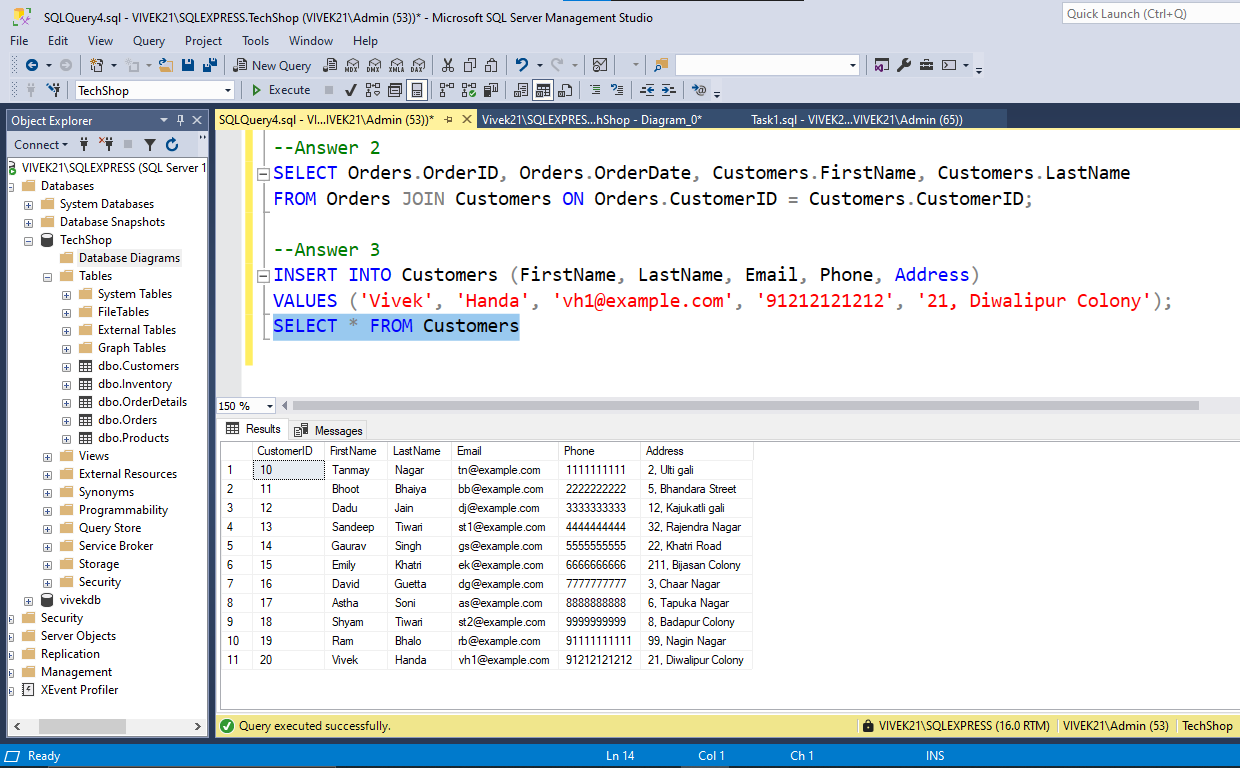 SQLQuery4.sql - VIVEK21\SQLEXPRESS.TechShop (VIVEK21\Admin (53))* - Microsoft SQL Server Management Studio
Quick Launch (Ctrl+Q)
File Edit View Query Project Tools Window Help
New Query MDX DMX XMLA DAX
TechShop Execute
Object Explorer
SQLQuery4.sql - VI...IVEK21\Admin (53))* Vivek21\SQLEXPRES...hShop - Diagram_0* Task1.sql - VIVEK2...VIVEK21\Admin (65))
Connect
VIVEK21\SQLEXPRESS (SQL Server 1
Databases
System Databases
Database Snapshots
TechShop
Database Diagrams
Tables
System Tables
FileTables
External Tables
Graph Tables
dbo.Customers
dbo.Inventory
dbo.OrderDetails
dbo.Orders
dbo.Products
Views
External Resources
Synonyms
Programmability
Query Store
Service Broker
Storage
Security
vivekdb
Security
Server Objects
Replication
Management
XEvent Profiler
--Answer 2
SELECT Orders.OrderID, Orders.OrderDate, Customers.FirstName, Customers.LastName
FROM Orders JOIN Customers ON Orders.CustomerID = Customers.CustomerID;
--Answer 3
INSERT INTO Customers (FirstName, LastName, Email, Phone, Address)
VALUES ('Vivek', 'Handa', 'vh1@example.com', '91212121212', '21, Diwalipur Colony');
SELECT * FROM Customers
150 %
Results Messages
CustomerID FirstName LastName Email Phone Address
1 10 Tanmay Nagar tn@example.com 1111111111 2, Ulti gali
2 11 Bhoot Bhaiya bb@example.com 2222222222 5, Bhandara Street
3 12 Dadu Jain dj@example.com 3333333333 12, Kajukatli gali
4 13 Sandeep Tiwari st1@example.com 4444444444 32, Rajendra Nagar
5 14 Gaurav Singh gs@example.com 5555555555 22, Khatri Road
6 15 Emily Khatri ek@example.com 6666666666 211, Bijasan Colony
7 16 David Guetta dg@example.com 7777777777 3, Chaar Nagar
8 17 Astha Soni as@example.com 8888888888 6, Tapuka Nagar
9 18 Shyam Tiwari st2@example.com 9999999999 8, Badapur Colony
10 19 Ram Bhalo rb@example.com 91111111111 99, Nagin Nagar
11 20 Vivek Handa vh1@example.com 91212121212 21, Diwalipur Colony
Query executed successfully. VIVEK21\SQLEXPRESS (16.0 RTM) VIVEK21\Admin (53) TechShop
Ready Ln 14 Col 1 Ch 1 INS